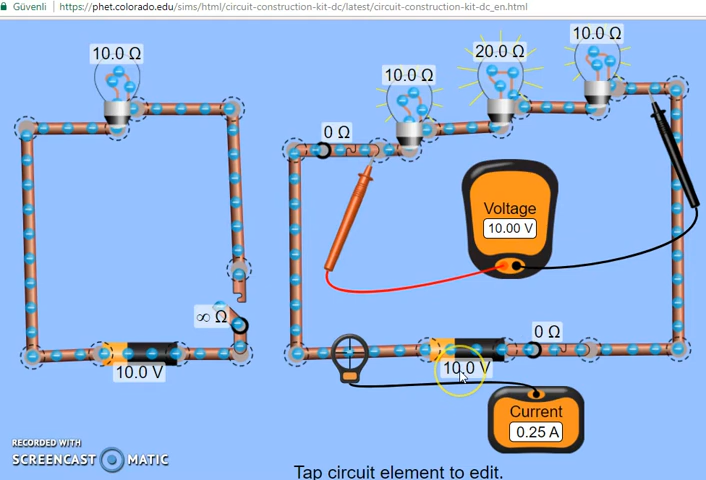 Güvenli https://phet.colorado.edu/sims/html/circuit-construction-kit-dc/latest/circuit-construction-kit-dc_en.html
10.0 Ω
10.0 Ω
20.0 Ω
10.0 Ω
0 Ω
Voltage
10.00 V
∞ Ω
0 Ω
10.0 V
10.0 V
Current
0.25 A
RECORDED WITH
SCREENCAST MATIC
Tap circuit element to edit.